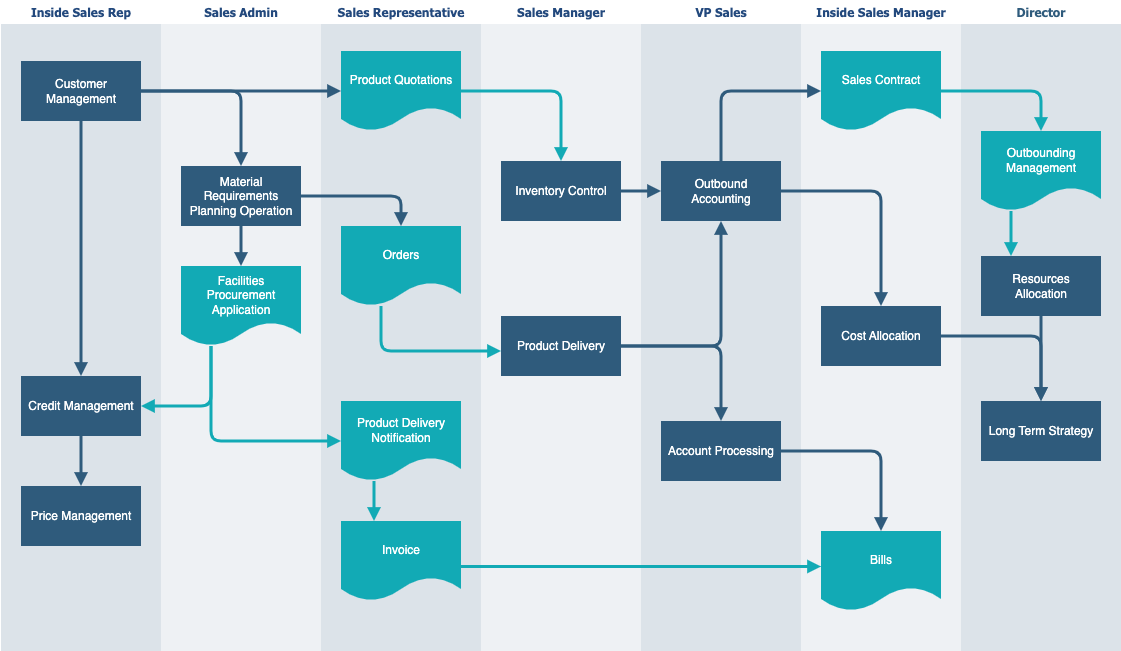 Inside Sales Rep
Sales Admin
Sales Representative
Sales Manager
VP Sales
Inside Sales Manager
Director
Customer
Management
Product Quotations
Sales Contract
Outbounding
Management
Material
Requirements
Planning Operation
Inventory Control
Outbound
Accounting
Orders
Facilities
Procurement
Application
Resources
Allocation
Product Delivery
Cost Allocation
Credit Management
Product Delivery
Notification
Account Processing
Long Term Strategy
Price Management
Invoice
Bills